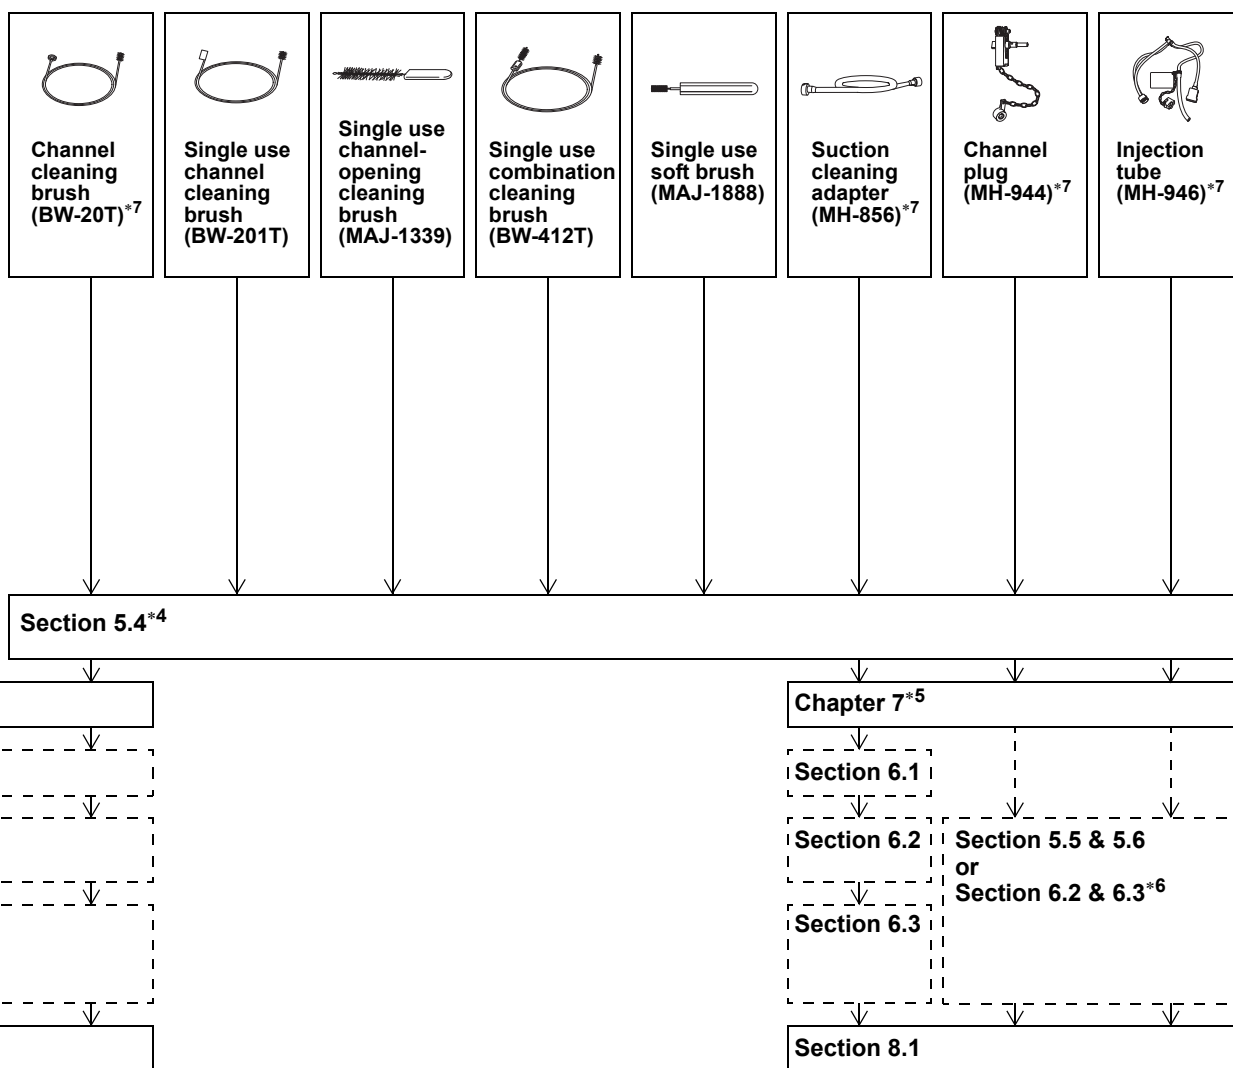 Channel
cleaning
brush
(BW-20T)*7
Single use
channel
cleaning
brush
(BW-201T)
Single use
channel-
opening
cleaning
brush
(MAJ-1339)
Single use
combination
cleaning
brush
(BW-412T)
Single use
soft brush
(MAJ-1888)
Suction
cleaning
adapter
(MH-856)*7
Channel
plug
(MH-944)*7
Injection
tube
(MH-946)*7
Section 5.4*4
Chapter 7*5
Section 6.1
Section 6.2
Section 5.5 & 5.6
or
Section 6.2 & 6.3*6
Section 6.3
Section 8.1